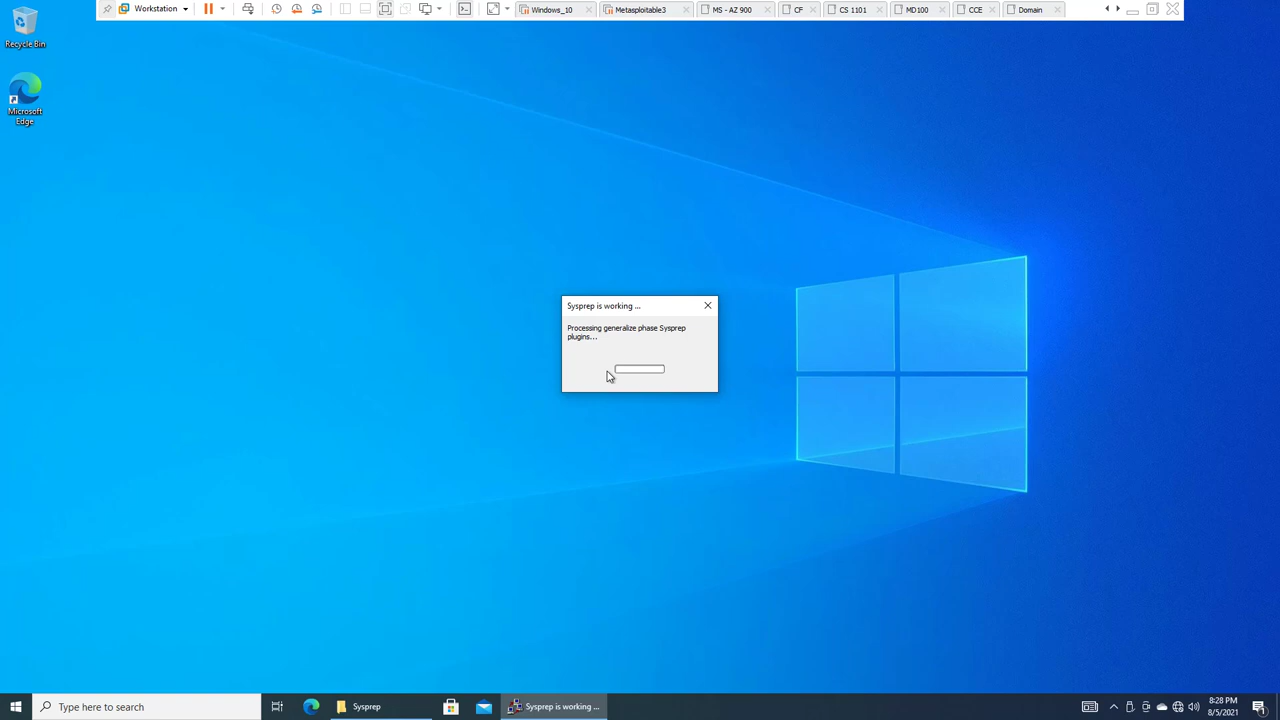 Workstation
Windows_10
Metasploitable3
MS - AZ 900
CF
CS 1101
MD100
CCE
Domain
Recycle Bin
Microsoft
Edge
Sysprep is working ...
Processing generalize phase Sysprep
plugins...
Type here to search
Sysprep
Sysprep is working ...
8:28 PM
8/5/2021
1